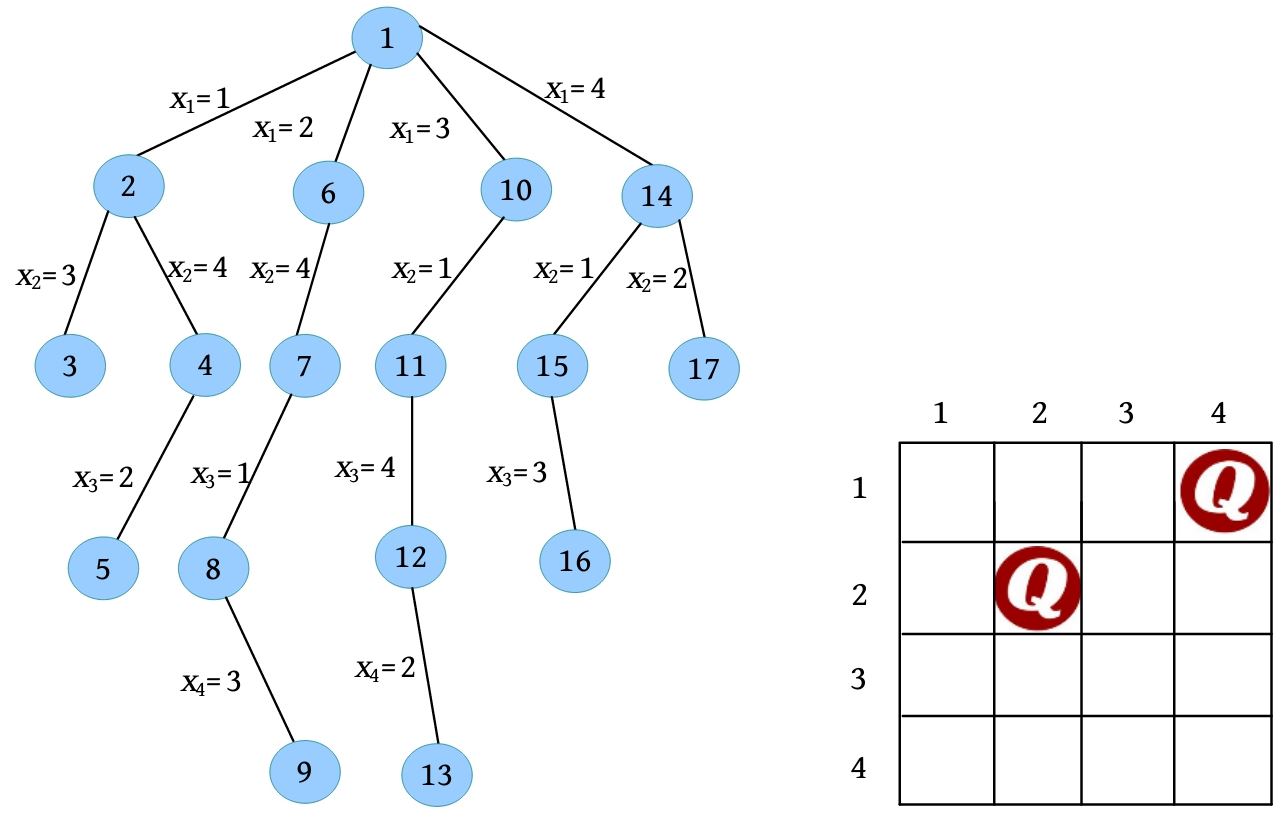 1
x₁= 1
x₁= 2
x₁= 3
x₁= 4
2
6
10
14
x₂= 3
x₂= 4
x₂= 4
x₂= 1
x₂= 1
x₂= 2
3
4
7
11
15
17
x₃= 2
x₃= 1
x₃= 4
x₃= 3
5
8
12
16
x₄= 3
x₄= 2
9
13
1 2 3 4
1 Q
2 Q
3
4